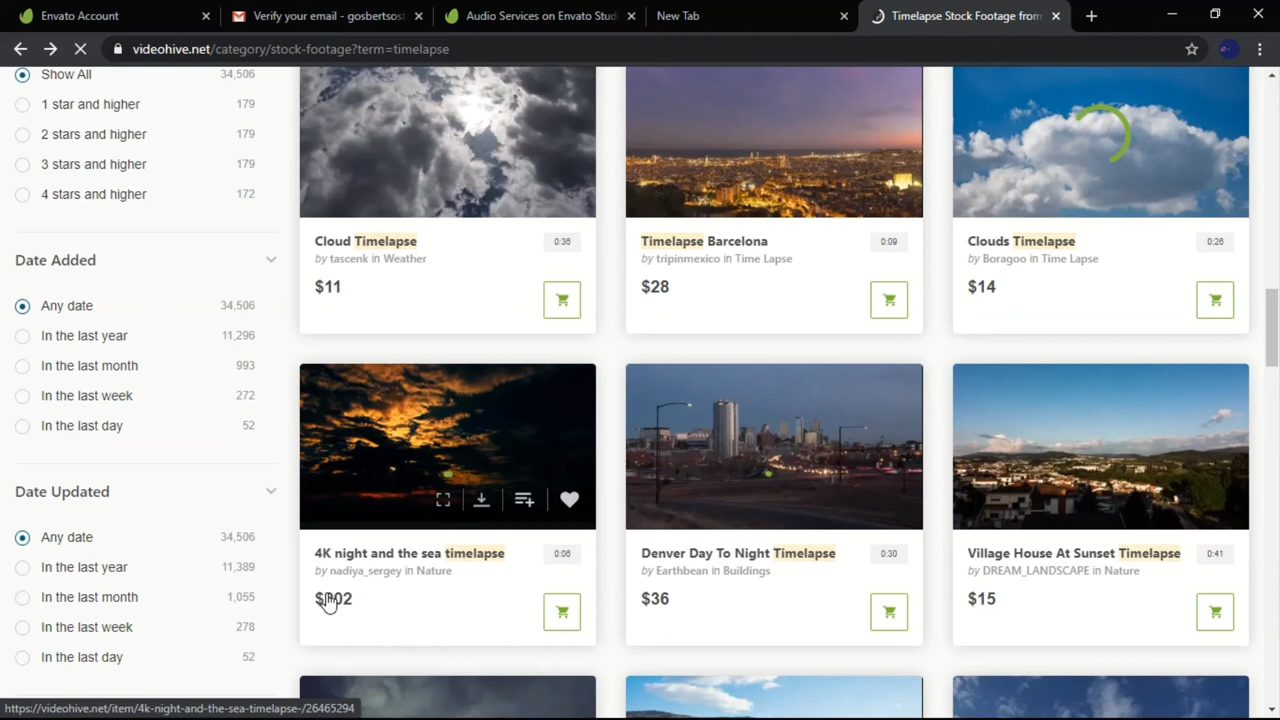 Envato Account
Verify your email - gosbertsost
Audio Services on Envato Stud
New Tab
Timelapse Stock Footage from
videohive.net/category/stock-footage?term=timelapse
Show All 34,506
1 star and higher 179
2 stars and higher 179
3 stars and higher 179
4 stars and higher 172
Date Added
Any date 34,506
In the last year 11,296
In the last month 993
In the last week 272
In the last day 52
Date Updated
Any date 34,506
In the last year 11,389
In the last month 1,055
In the last week 278
In the last day 52
Cloud Timelapse 0:36
by tascenk in Weather
$11
Timelapse Barcelona 0:09
by tripinmexico in Time Lapse
$28
Clouds Timelapse 0:26
by Boragoo in Time Lapse
$14
4K night and the sea timelapse 0:06
by nadiya_sergey in Nature
Denver Day To Night Timelapse 0:30
by Earthbean in Buildings
$36
Village House At Sunset Timelapse 0:41
by DREAM_LANDSCAPE in Nature
$15
https://videohive.net/item/4k-night-and-the-sea-timelapse-/26465294